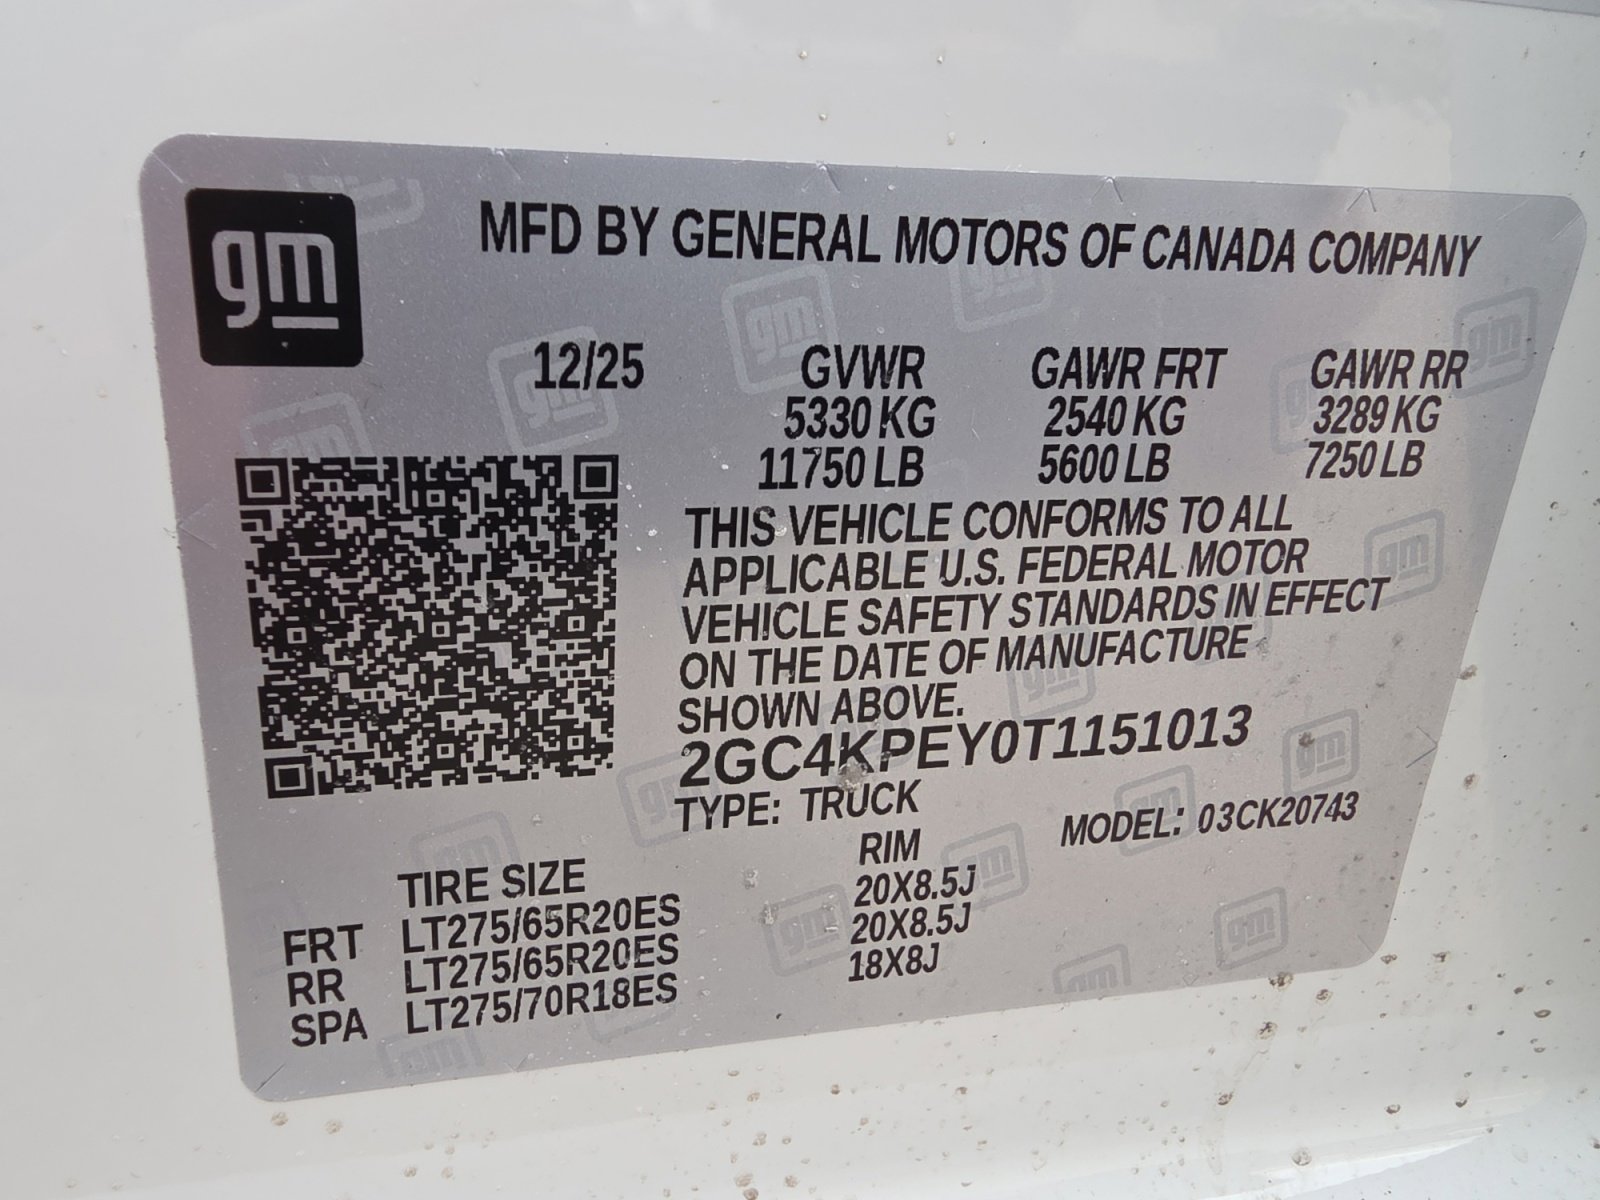 gm
MFD BY GENERAL MOTORS OF CANADA COMPANY
12/25 GVWR GAWR FRT GAWR RR
5330 KG 2540 KG 3289 KG
11750 LB 5600 LB 7250 LB
THIS VEHICLE CONFORMS TO ALL
APPLICABLE U.S. FEDERAL MOTOR
VEHICLE SAFETY STANDARDS IN EFFECT
ON THE DATE OF MANUFACTURE
SHOWN ABOVE.
2GC4KPEY0T1151013
TYPE: TRUCK MODEL: 03CK20743
TIRE SIZE RIM
FRT LT275/65R20ES 20X8.5J
RR LT275/65R20ES 20X8.5J
SPA LT275/70R18ES 18X8J